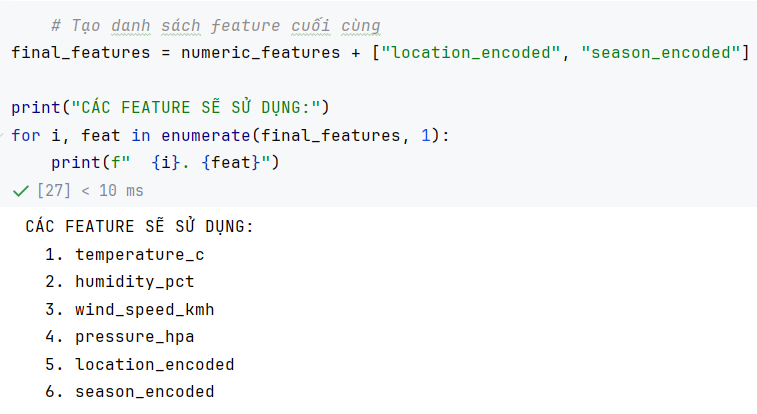 # Tạo danh sách feature cuối cùng
final_features = numeric_features + ["location_encoded", "season_encoded"]
print("CÁC FEATURE SẼ SỬ DỤNG:")
for i, feat in enumerate(final_features, 1):
    print(f"  {i}. {feat}")
[27] < 10 ms
CÁC FEATURE SẼ SỬ DỤNG:
  1. temperature_c
  2. humidity_pct
  3. wind_speed_kmh
  4. pressure_hpa
  5. location_encoded
  6. season_encoded